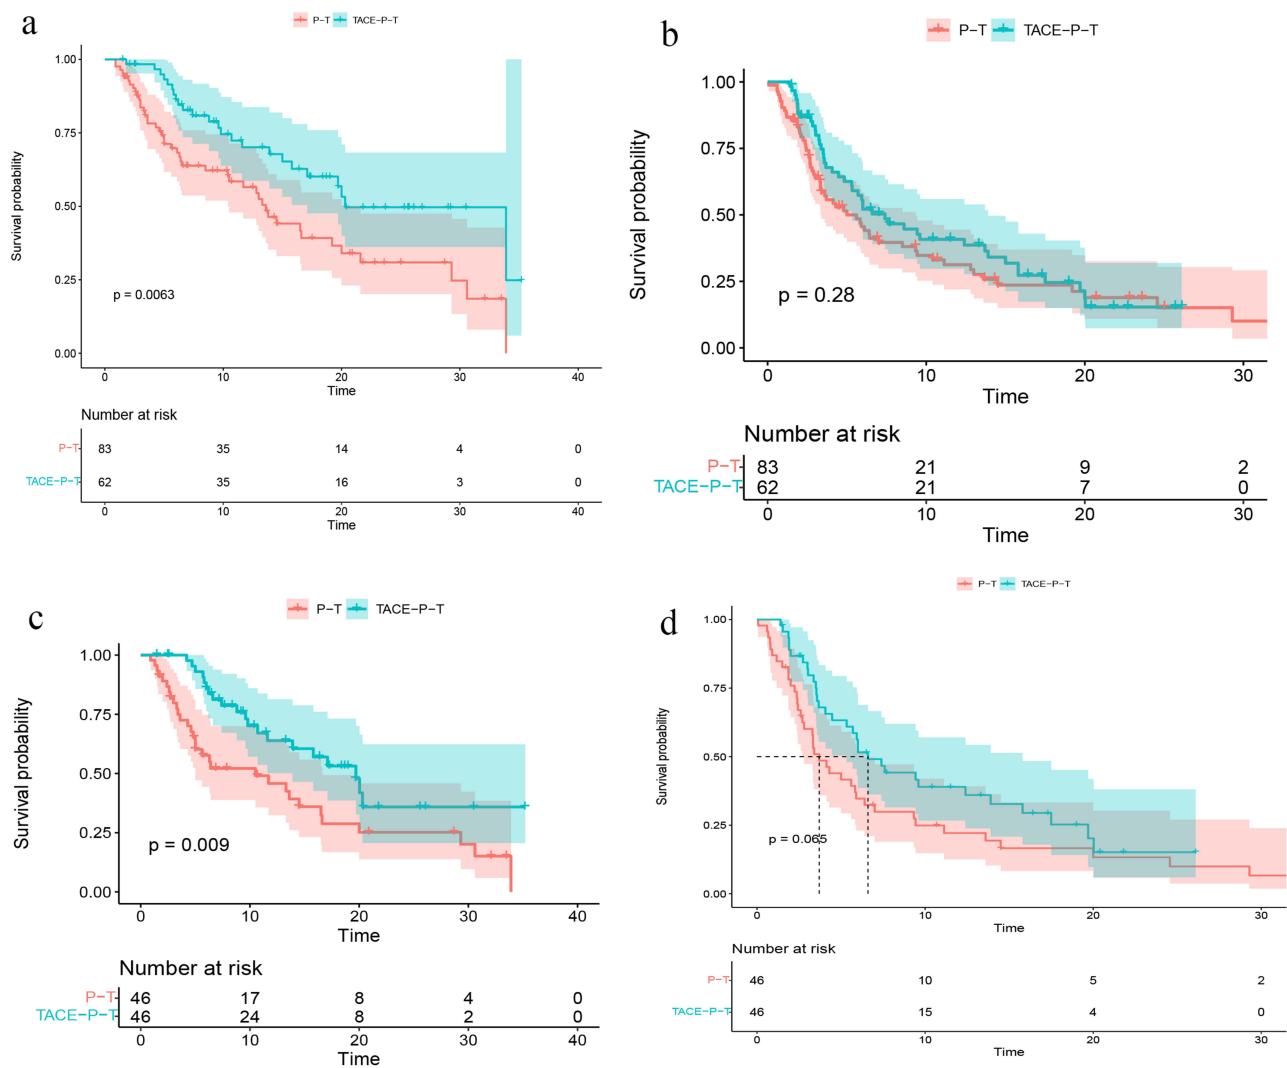 a
P-T TACE-P-T
1.00
0.75
0.50
0.25
0.00
Survival probability
p = 0.0063
0 10 20 30 40
Time
Number at risk
P-T 83 35 14 4 0
TACE-P-T 62 35 16 3 0
0 10 20 30 40
Time
b
P-T TACE-P-T
1.00
0.75
0.50
0.25
0.00
Survival probability
p = 0.28
0 10 20 30
Time
Number at risk
P-T 83 21 9 2
TACE-P-T 62 21 7 0
0 10 20 30
Time
c
P-T TACE-P-T
1.00
0.75
0.50
0.25
0.00
Survival probability
p = 0.009
0 10 20 30 40
Time
Number at risk
P-T 46 17 8 4 0
TACE-P-T 46 24 8 2 0
0 10 20 30 40
Time
d
P-T TACE-P-T
1.00
0.75
0.50
0.25
0.00
Survival probability
p = 0.065
0 10 20 30
Time
Number at risk
P-T 46 10 5 2
TACE-P-T 46 15 4 0
0 10 20 30
Time